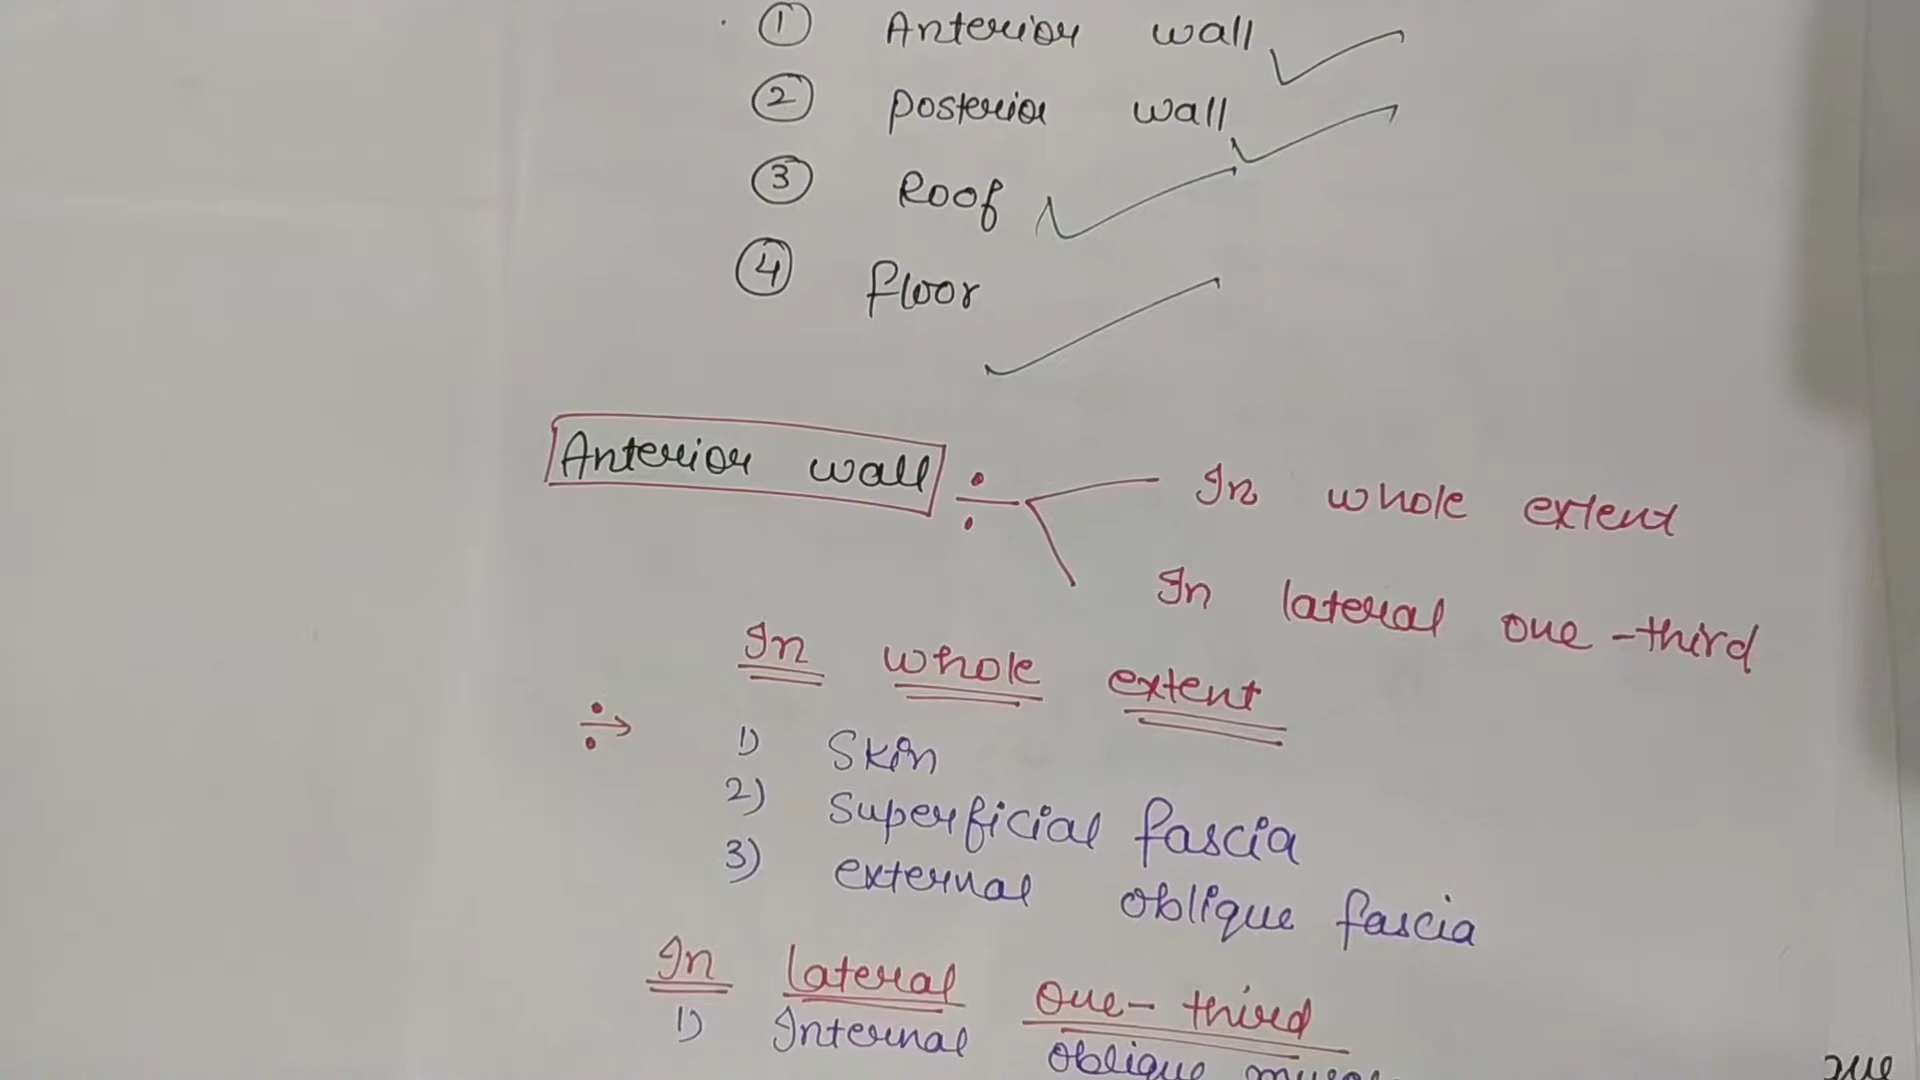 ① Anterior wall
② posterior wall
③ Roof
④ floor
Anterior wall ÷ In whole extent
In lateral one-third
In whole extent
1) Skin
2) Superficial fascia
3) external oblique fascia
In lateral one-third
1) Internal oblique